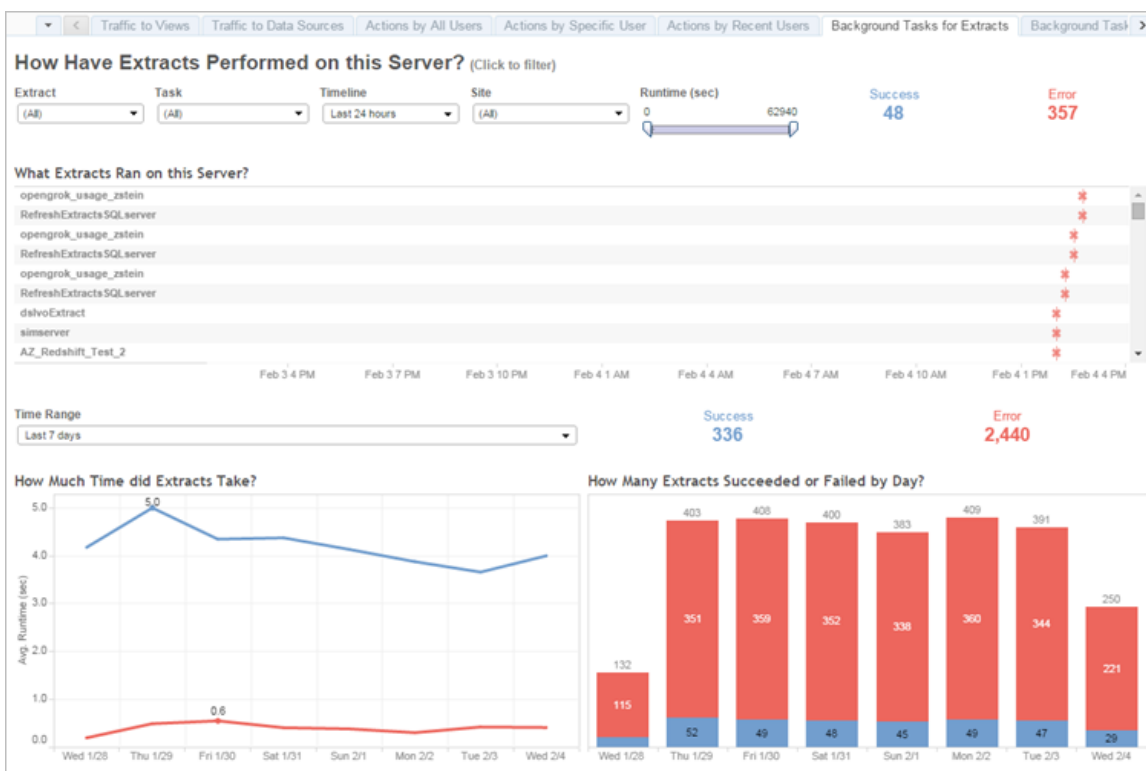 Traffic to Views Traffic to Data Sources Actions by All Users Actions by Specific User Actions by Recent Users Background Tasks for Extracts Background Task
How Have Extracts Performed on this Server? (Click to filter)
Extract Task Timeline Site Runtime (sec) Success Error
(All) (All) Last 24 hours (All) 0 62940 48 357
What Extracts Ran on this Server?
opengrok_usage_zstein
RefreshExtractsSQLserver
opengrok_usage_zstein
RefreshExtractsSQLserver
opengrok_usage_zstein
RefreshExtractsSQLserver
dslvoExtract
simserver
AZ_Redshift_Test_2
Feb 3 4 PM Feb 3 7 PM Feb 3 10 PM Feb 4 1 AM Feb 4 4 AM Feb 4 7 AM Feb 4 10 AM Feb 4 1 PM Feb 4 4 PM
Time Range Success Error
Last 7 days 336 2,440
How Much Time did Extracts Take?
5.0
5.0
4.0
3.0
2.0
1.0
0.0
0.6
Avg. Runtime (sec)
Wed 1/28 Thu 1/29 Fri 1/30 Sat 1/31 Sun 2/1 Mon 2/2 Tue 2/3 Wed 2/4
How Many Extracts Succeeded or Failed by Day?
132 403 408 400 383 409 391 250
115 351 359 352 338 360 344 221
52 49 48 45 49 47 29
Wed 1/28 Thu 1/29 Fri 1/30 Sat 1/31 Sun 2/1 Mon 2/2 Tue 2/3 Wed 2/4